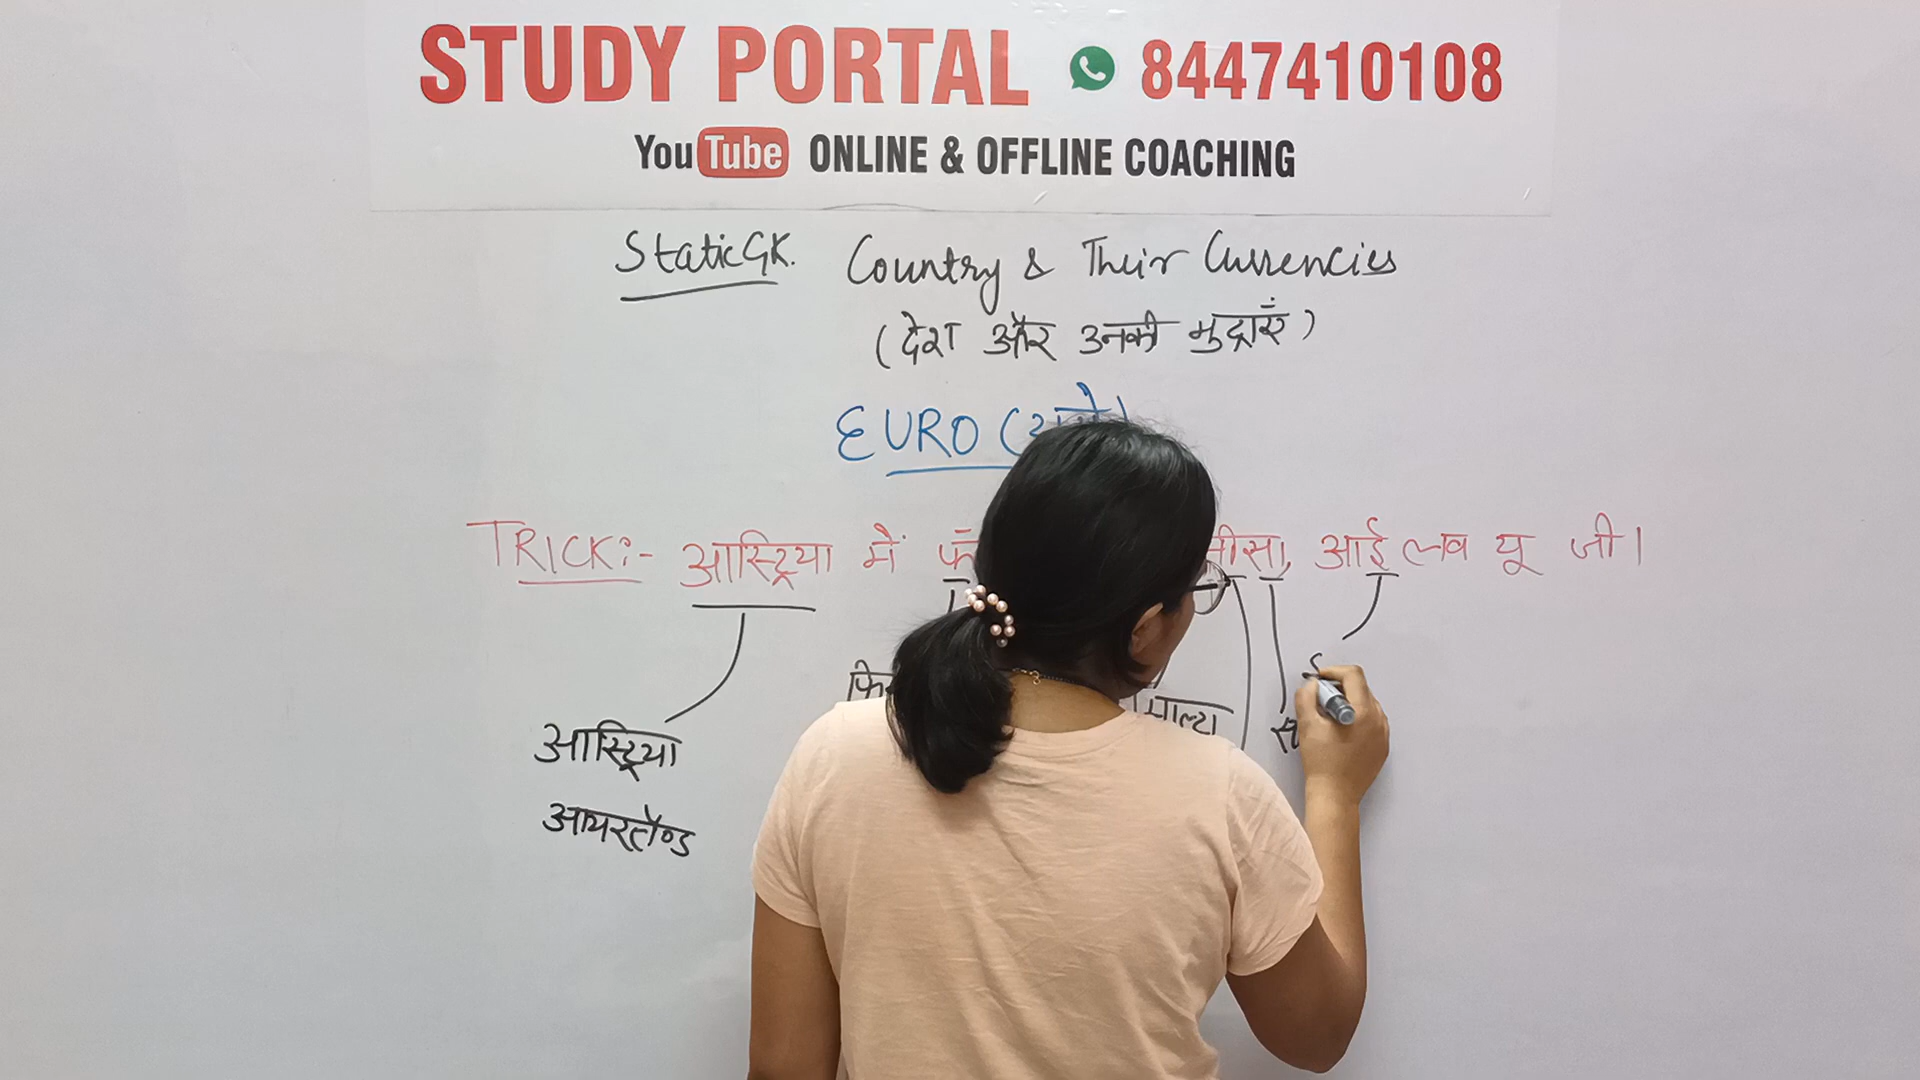 STUDY PORTAL 8447410108
YouTube ONLINE & OFFLINE COACHING
Static GK. Country & Their Currencies
(देश और उनकी मुद्राएँ)
EURO (
TRICK:- आस्ट्रिया में सा, आई लव यू जी।
फि माल्टा
आस्ट्रिया
आयरलैण्ड